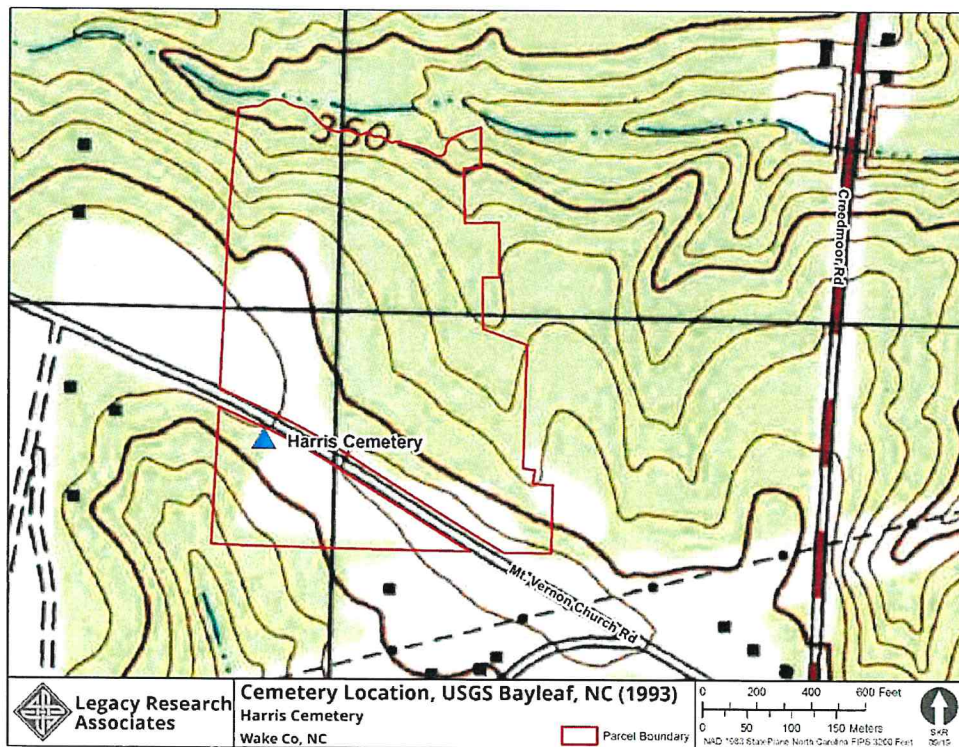 360
Creedmoor Rd
Harris Cemetery
Mt. Vernon Church Rd
Legacy Research
Associates
Cemetery Location, USGS Bayleaf, NC (1993)
Harris Cemetery
Wake Co, NC
Parcel Boundary
0 200 400 600 Feet
0 50 100 150 Meters
NAD 1983 StatePlane North Carolina FIPS 3200 Feet
SKR